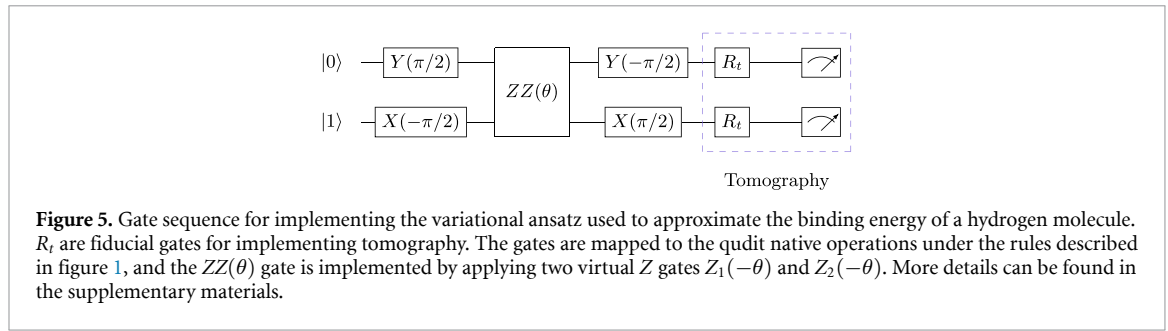 |0⟩ Y(π/2) ZZ(θ) Y(−π/2) R_t
|1⟩ X(−π/2) X(π/2) R_t
Tomography
Figure 5. Gate sequence for implementing the variational ansatz used to approximate the binding energy of a hydrogen molecule.
R_t are fiducial gates for implementing tomography. The gates are mapped to the qudit native operations under the rules described
in figure 1, and the ZZ(θ) gate is implemented by applying two virtual Z gates Z₁(−θ) and Z₂(−θ). More details can be found in
the supplementary materials.